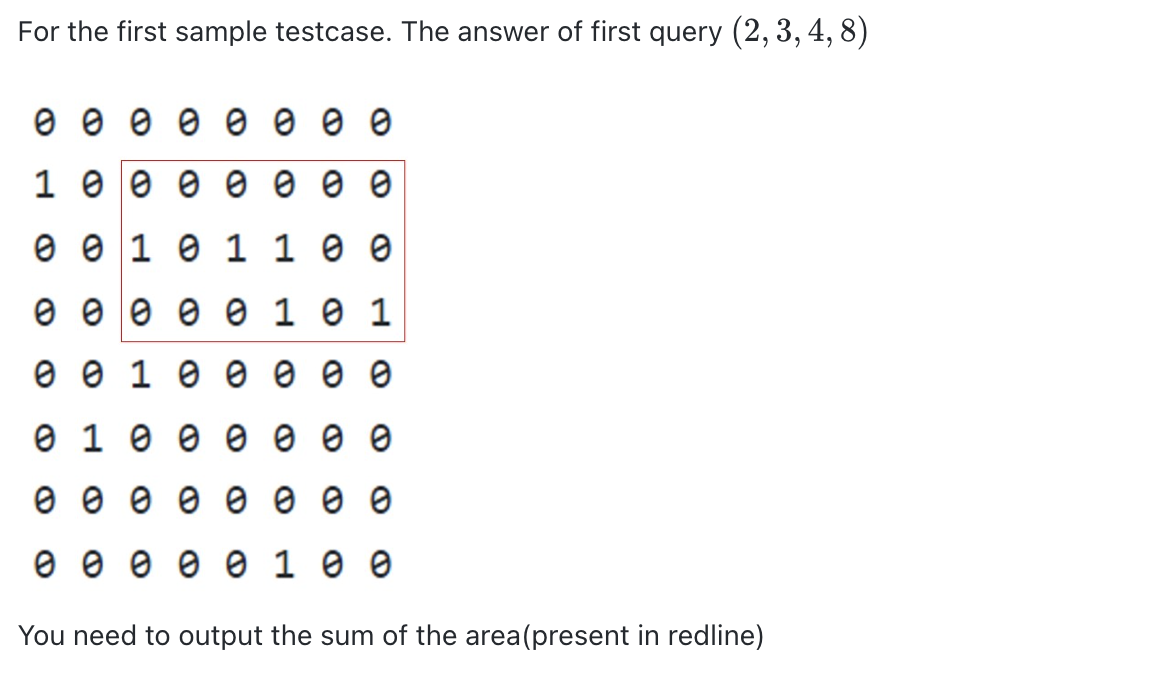 For the first sample testcase. The answer of first query (2, 3, 4, 8)
0 0 0 0 0 0 0 0
1 0 0 0 0 0 0 0
0 0 1 0 1 1 0 0
0 0 0 0 0 1 0 1
0 0 1 0 0 0 0 0
0 1 0 0 0 0 0 0
0 0 0 0 0 0 0 0
0 0 0 0 0 1 0 0
You need to output the sum of the area(present in redline)